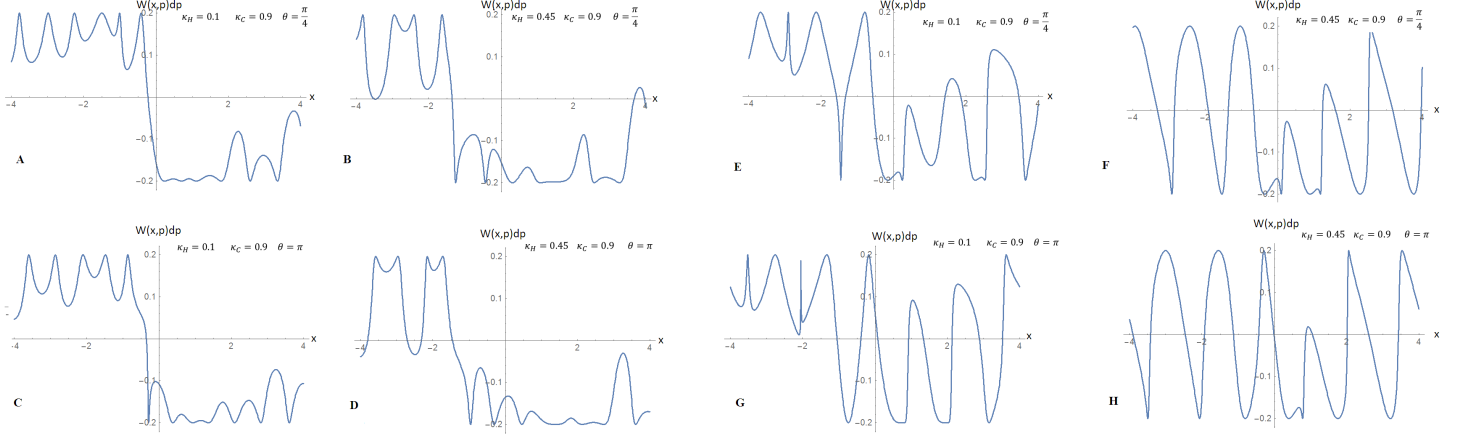 W(x,p)dp
κ_H = 0.1 κ_C = 0.9 θ = π/4
0.2
0.1
−0.1
−0.2
−4 −2 2 4 x
A
W(x,p)dp
κ_H = 0.45 κ_C = 0.9 θ = π/4
0.2
0.1
−0.1
−0.2
−4 −2 2 4 x
B
W(x,p)dp
κ_H = 0.1 κ_C = 0.9 θ = π/4
0.2
0.1
−0.1
−0.2
−4 −2 2 4 x
E
W(x,p)dp
κ_H = 0.45 κ_C = 0.9 θ = π/4
0.2
0.1
−0.1
−0.2
−4 −2 2 4 x
F
W(x,p)dp
κ_H = 0.1 κ_C = 0.9 θ = π
0.2
0.1
−0.1
−0.2
−4 −2 2 4 x
C
W(x,p)dp
κ_H = 0.45 κ_C = 0.9 θ = π
0.2
0.1
−0.1
−0.2
−4 −2 2 4 x
D
W(x,p)dp
κ_H = 0.1 κ_C = 0.9 θ = π
0.2
0.1
−0.1
−0.2
−4 −2 2 4 x
G
W(x,p)dp
κ_H = 0.45 κ_C = 0.9 θ = π
0.2
0.1
−0.1
−0.2
−4 −2 2 4 x
H